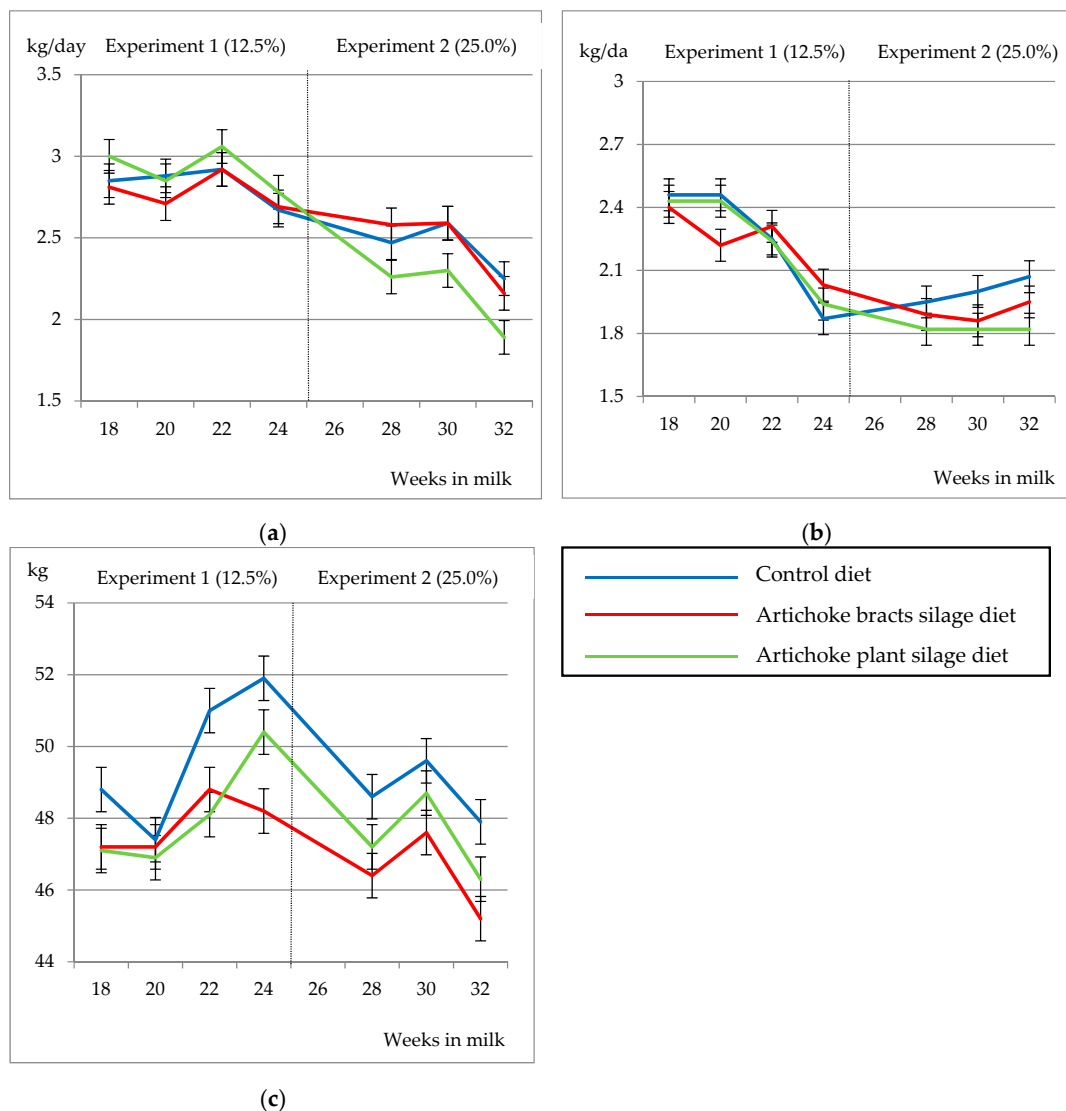 kg/day Experiment 1 (12.5%) Experiment 2 (25.0%)
3.5
3
2.5
2
1.5
18 20 22 24 26 28 30 32
Weeks in milk
(a)
kg/da Experiment 1 (12.5%) Experiment 2 (25.0%)
3
2.7
2.4
2.1
1.8
1.5
18 20 22 24 26 28 30 32
Weeks in milk
(b)
kg Experiment 1 (12.5%) Experiment 2 (25.0%)
54
52
50
48
46
44
18 20 22 24 26 28 30 32
Weeks in milk
(c)
Control diet
Artichoke bracts silage diet
Artichoke plant silage diet